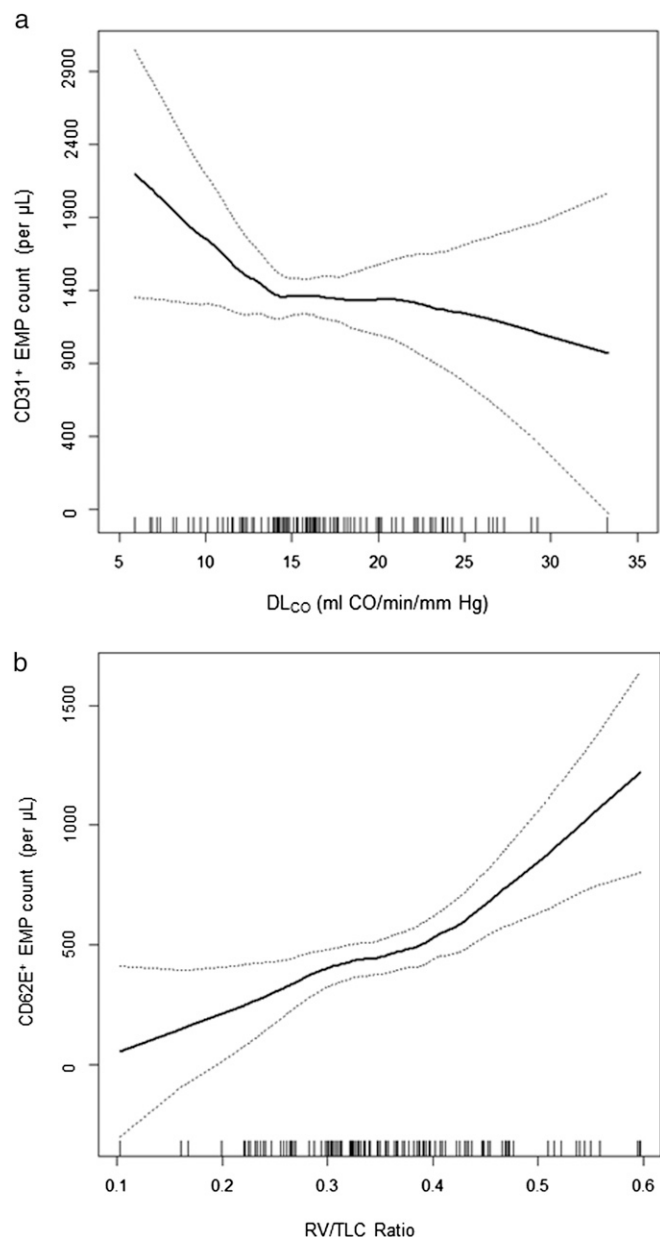 a
2900
2400
1900
1400
900
400
0
CD31⁺ EMP count (per µL)
5 10 15 20 25 30 35
DL_CO (ml CO/min/mm Hg)
b
1500
1000
500
0
CD62E⁺ EMP count (per µL)
0.1 0.2 0.3 0.4 0.5 0.6
RV/TLC Ratio